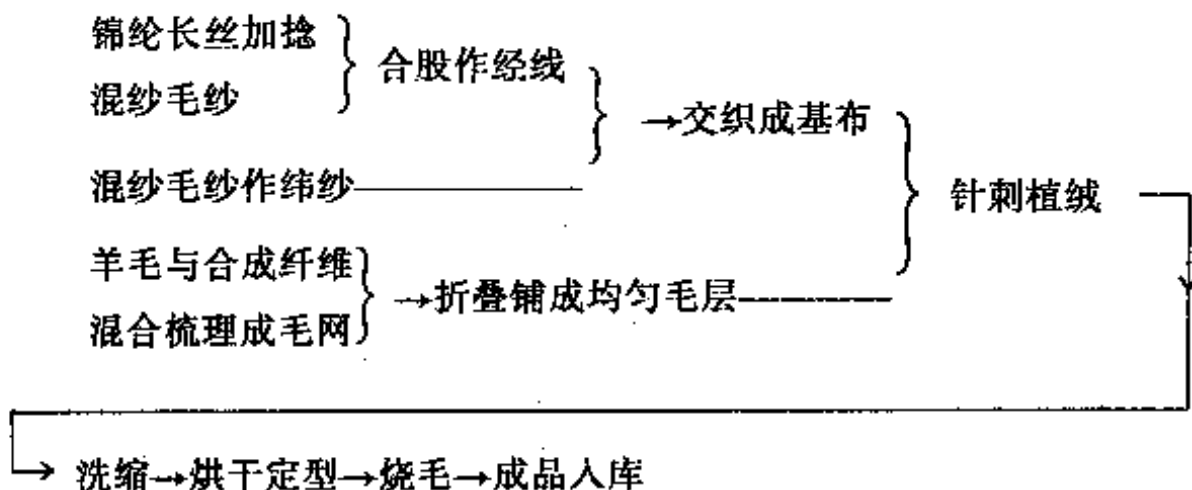 锦纶长丝加捻
合股作经线
混纱毛纱
→交织成基布
混纱毛纱作纬纱
针刺植绒
羊毛与合成纤维
→折叠铺成均匀毛层
混合梳理成毛网
洗缩→烘干定型→烧毛→成品入库